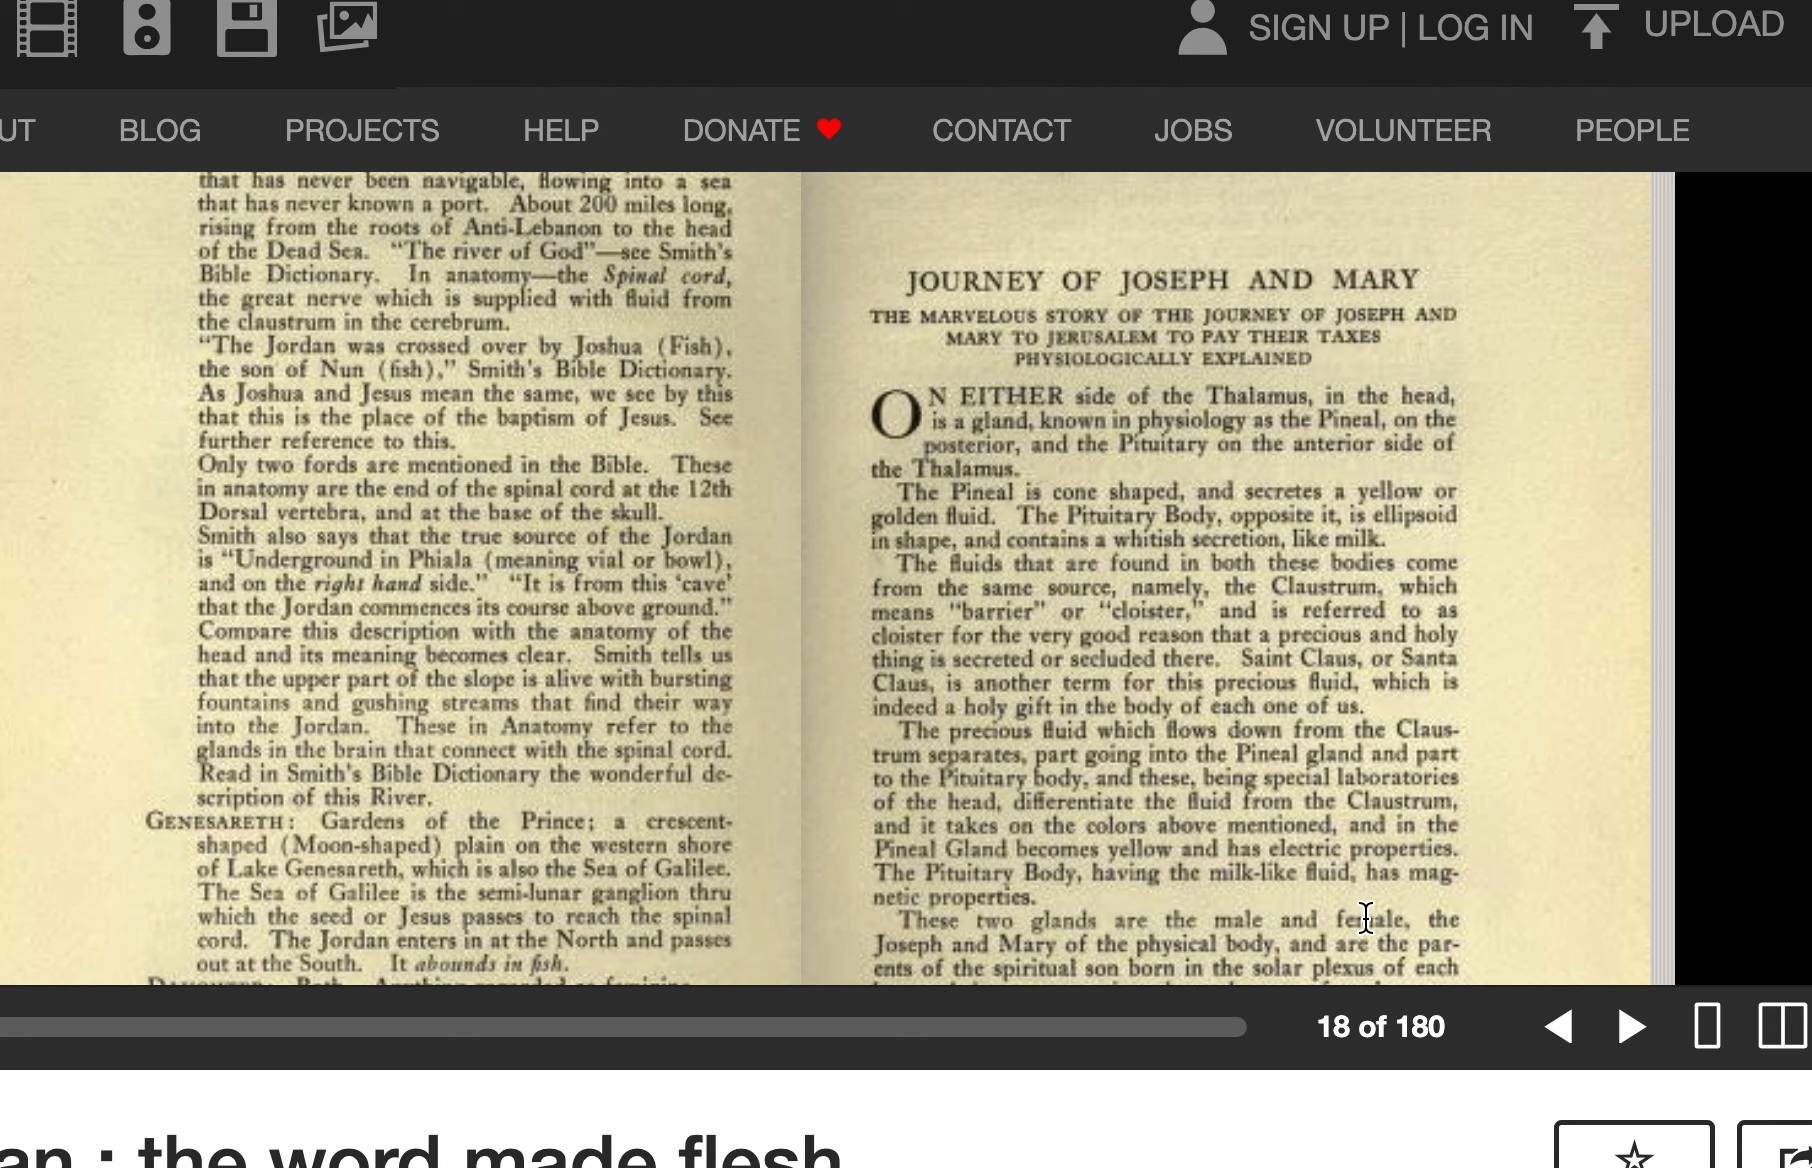 SIGN UP | LOG IN
UPLOAD
UT
BLOG
PROJECTS
HELP
DONATE
CONTACT
JOBS
VOLUNTEER
PEOPLE
that has never been navigable, flowing into a sea
that has never known a port. About 200 miles long,
rising from the roots of Anti-Lebanon to the head
of the Dead Sea. "The river of God"—see Smith's
Bible Dictionary. In anatomy—the Spinal cord,
the great nerve which is supplied with fluid from
the claustrum in the cerebrum.
"The Jordan was crossed over by Joshua (Fish),
the son of Nun (fish)," Smith's Bible Dictionary.
As Joshua and Jesus mean the same, we see by this
that this is the place of the baptism of Jesus. See
further reference to this.
Only two fords are mentioned in the Bible. These
in anatomy are the end of the spinal cord at the 12th
Dorsal vertebra, and at the base of the skull.
Smith also says that the true source of the Jordan
is "Underground in Phiala (meaning vial or bowl),
and on the right hand side." "It is from this 'cave'
that the Jordan commences its course above ground."
Compare this description with the anatomy of the
head and its meaning becomes clear. Smith tells us
that the upper part of the slope is alive with bursting
fountains and gushing streams that find their way
into the Jordan. These in Anatomy refer to the
glands in the brain that connect with the spinal cord.
Read in Smith's Bible Dictionary the wonderful de-
scription of this River.
GENESARETH: Gardens of the Prince; a crescent-
shaped (Moon-shaped) plain on the western shore
of Lake Genesareth, which is also the Sea of Galilee.
The Sea of Galilee is the semi-lunar ganglion thru
which the seed or Jesus passes to reach the spinal
cord. The Jordan enters in at the North and passes
out at the South. It abounds in fish.
JOURNEY OF JOSEPH AND MARY
THE MARVELOUS STORY OF THE JOURNEY OF JOSEPH AND
MARY TO JERUSALEM TO PAY THEIR TAXES
PHYSIOLOGICALLY EXPLAINED
ON EITHER side of the Thalamus, in the head,
is a gland, known in physiology as the Pineal, on the
posterior, and the Pituitary on the anterior side of
the Thalamus.
The Pineal is cone shaped, and secretes a yellow or
golden fluid. The Pituitary Body, opposite it, is ellipsoid
in shape, and contains a whitish secretion, like milk.
The fluids that are found in both these bodies come
from the same source, namely, the Claustrum, which
means "barrier" or "cloister," and is referred to as
cloister for the very good reason that a precious and holy
thing is secreted or secluded there. Saint Claus, or Santa
Claus, is another term for this precious fluid, which is
indeed a holy gift in the body of each one of us.
The precious fluid which flows down from the Claus-
trum separates, part going into the Pineal gland and part
to the Pituitary body, and these, being special laboratories
of the head, differentiate the fluid from the Claustrum,
and it takes on the colors above mentioned, and in the
Pineal Gland becomes yellow and has electric properties.
The Pituitary Body, having the milk-like fluid, has mag-
netic properties.
These two glands are the male and female, the
Joseph and Mary of the physical body, and are the par-
ents of the spiritual son born in the solar plexus of each
18 of 180
an : the word made flesh